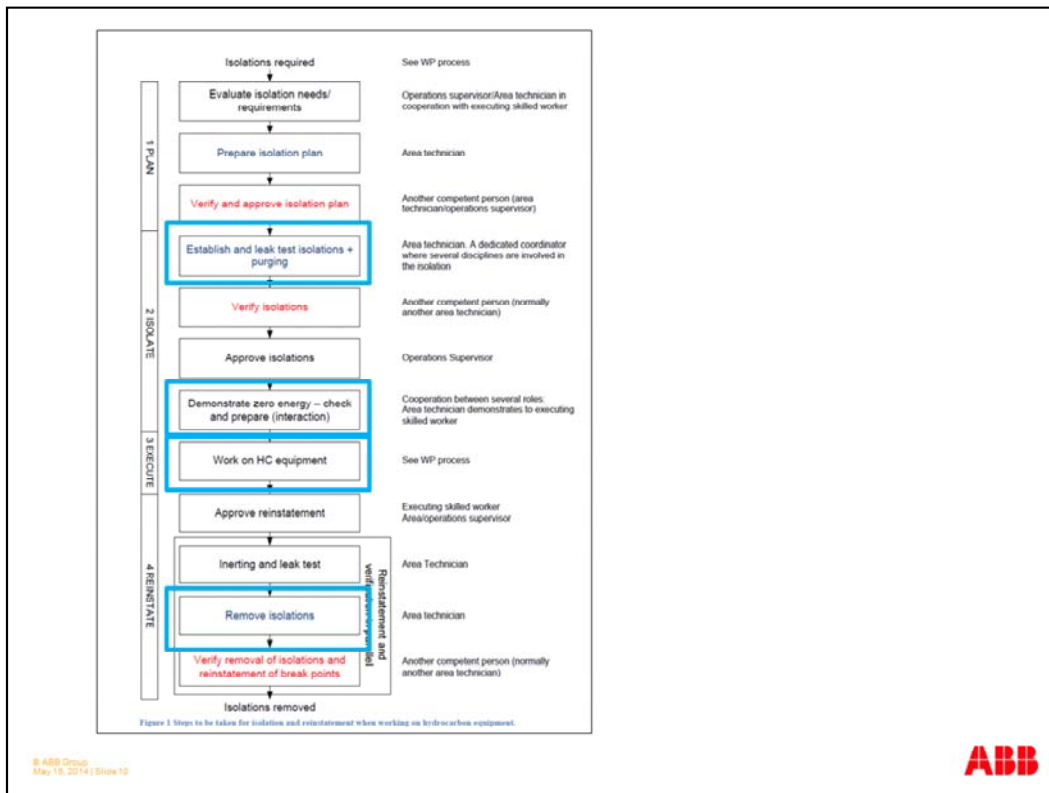 Isolations required
See WP process
Evaluate isolation needs/
requirements
Operations supervisor/Area technician in
cooperation with executing skilled worker
1 PLAN
Prepare isolation plan
Area technician
Verify and approve isolation plan
Another competent person (area
technician/operations supervisor)
Establish and leak test isolations +
purging
Area technician. A dedicated coordinator
where several disciplines are involved in
the isolation
2 ISOLATE
Verify isolations
Another competent person (normally
another area technician)
Approve isolations
Operations Supervisor
Demonstrate zero energy – check
and prepare (interaction)
Cooperation between several roles:
Area technician demonstrates to executing
skilled worker
3 EXECUTE
Work on HC equipment
See WP process
4 REINSTATE
Approve reinstatement
Executing skilled worker
Area/operations supervisor
Reinstatement and
verification in parallel
Inerting and leak test
Area Technician
Remove isolations
Area technician
Verify removal of isolations and
reinstatement of break points
Another competent person (normally
another area technician)
Isolations removed
Figure 1 Steps to be taken for isolation and reinstatement when working on hydrocarbon equipment.
© ABB Group
May 15, 2014 | Slide 10
ABB